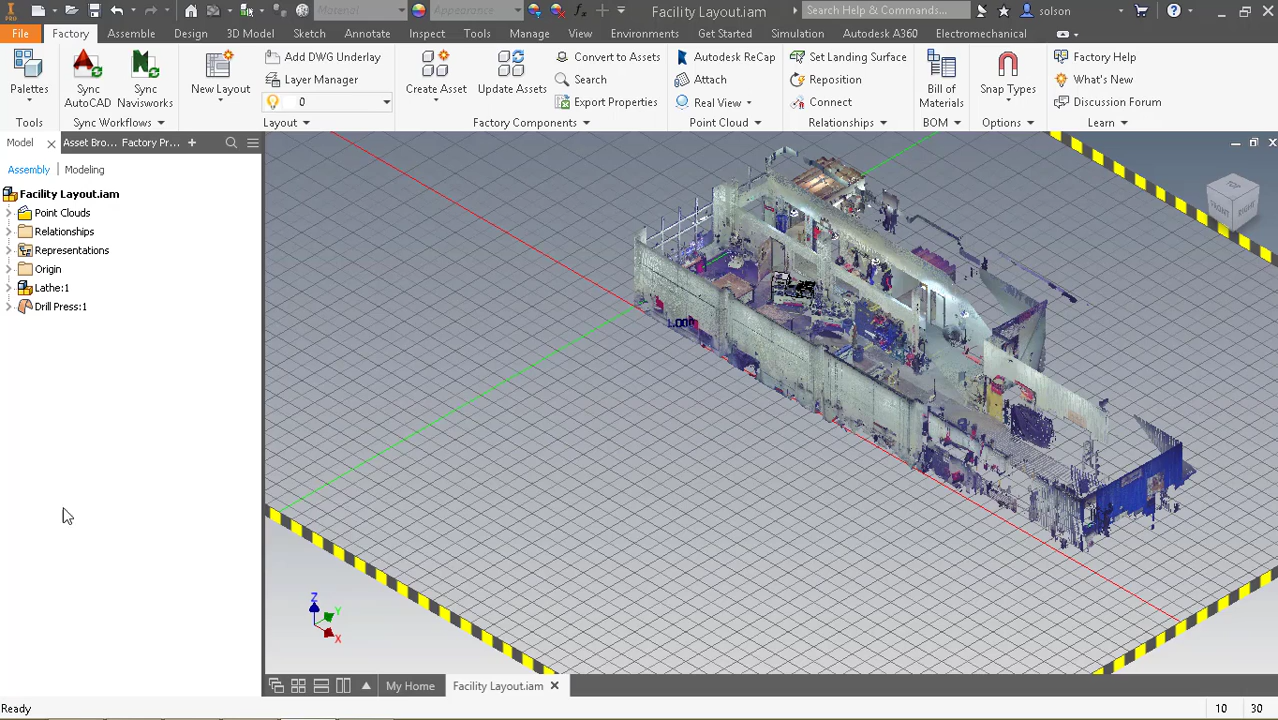 PRO
Material
Appearance
Facility Layout.iam
Search Help & Commands...
solson
File
Factory
Assemble
Design
3D Model
Sketch
Annotate
Inspect
Tools
Manage
View
Environments
Get Started
Simulation
Autodesk A360
Electromechanical
Palettes
Sync AutoCAD
Sync Navisworks
New Layout
Add DWG Underlay
Layer Manager
0
Create Asset
Update Assets
Convert to Assets
Search
Export Properties
Autodesk ReCap
Attach
Real View
Set Landing Surface
Reposition
Connect
Bill of Materials
Snap Types
Factory Help
What's New
Discussion Forum
Tools
Sync Workflows
Layout
Factory Components
Point Cloud
Relationships
BOM
Options
Learn
Model
Asset Bro...
Factory Pr...
Assembly
Modeling
Facility Layout.iam
Point Clouds
Relationships
Representations
Origin
Lathe:1
Drill Press:1
FRONT
RIGHT
Z
Y
X
My Home
Facility Layout.iam
Ready
10
30